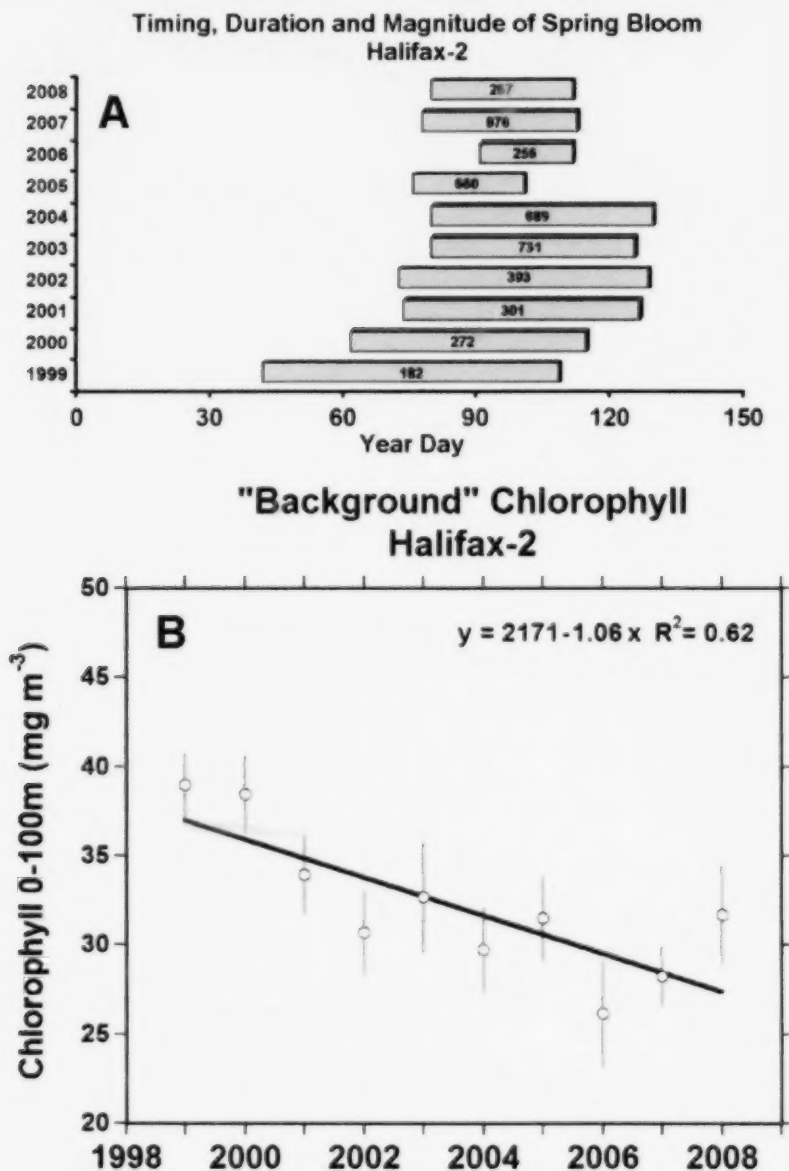 Timing, Duration and Magnitude of Spring Bloom
Halifax-2
A
2008
2007
2006
2005
2004
2003
2002
2001
2000
1999
267
976
256
689
731
393
301
272
182
0 30 60 90 120 150
Year Day
"Background" Chlorophyll
Halifax-2
B
y = 2171-1.06 x R²= 0.62
Chlorophyll 0-100m (mg m⁻³)
50
45
40
35
30
25
20
1998 2000 2002 2004 2006 2008